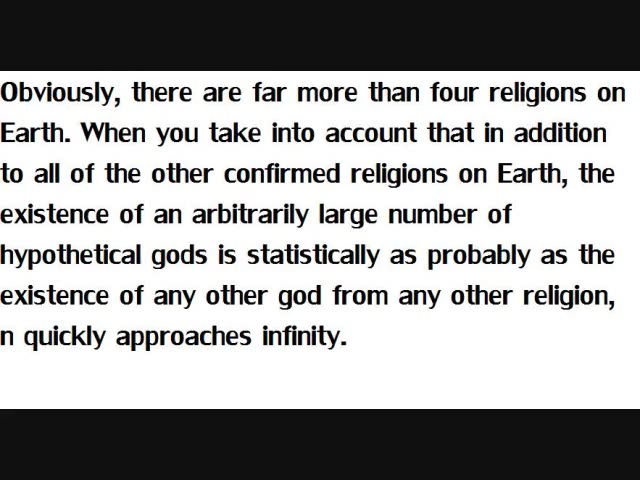 Obviously, there are far more than four religions on
Earth. When you take into account that in addition
to all of the other confirmed religions on Earth, the
existence of an arbitrarily large number of
hypothetical gods is statistically as probably as the
existence of any other god from any other religion,
n quickly approaches infinity.